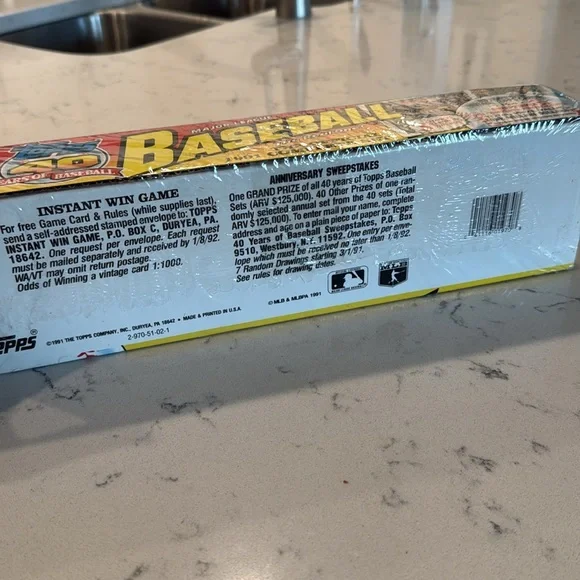 MAJOR LEAGUE
40
BASEBALL
YEARS OF BASEBALL
INSTANT WIN GAME
For free Game Card & Rules (while supplies last),
send a self-addressed stamped envelope to: TOPPS
INSTANT WIN GAME, P.O. BOX C, DURYEA, PA.
18642. One request per envelope. Each request
must be mailed separately and received by 1/8/92.
WA/VT may omit return postage.
Odds of Winning a vintage card 1:1000.
ANNIVERSARY SWEEPSTAKES
One GRAND PRIZE of all 40 years of Topps Baseball
Sets (ARV $125,000). 40 Other Prizes of one ran-
domly selected annual set from the 40 sets (Total
ARV $125,000). To enter mail your name, complete
address and age on a plain piece of paper to: Topps
40 Years of Baseball Sweepstakes, P.O. Box
9510, Westbury, N.Y. 11592. One entry per enve-
lope which must be received no later than 1/8/92.
7 Random Drawings starting 3/1/91.
See rules for drawing dates.
TOPPS®
©1991 THE TOPPS COMPANY, INC., DURYEA, PA 18642 • MADE & PRINTED IN U.S.A.
2-970-51-02-1
© MLB & MLBPA 1991